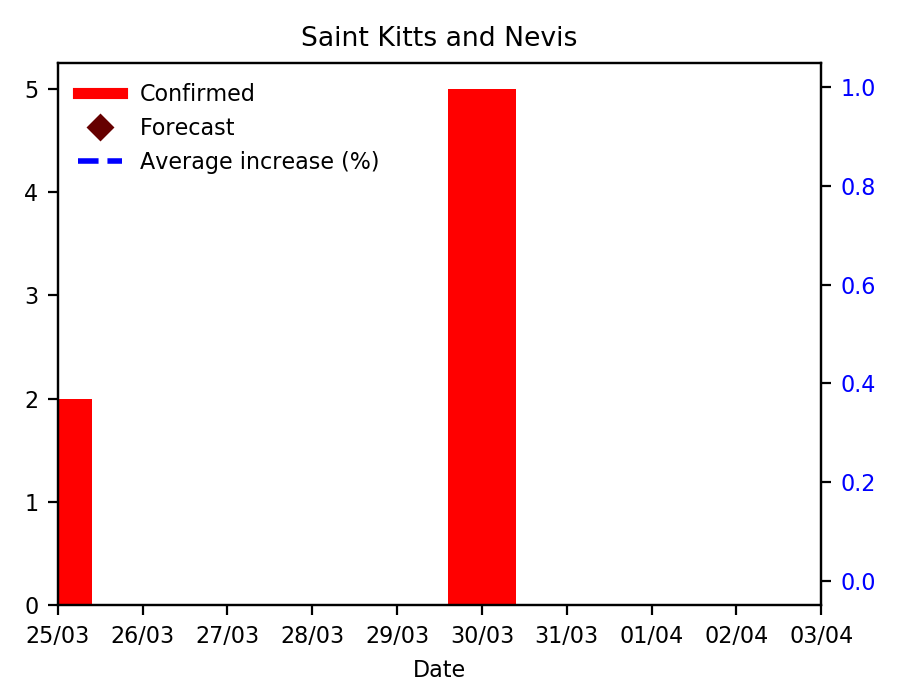 Saint Kitts and Nevis
Confirmed
Forecast
Average increase (%)
5
4
3
2
1
0
1.0
0.8
0.6
0.4
0.2
0.0
25/03 26/03 27/03 28/03 29/03 30/03 31/03 01/04 02/04 03/04
Date